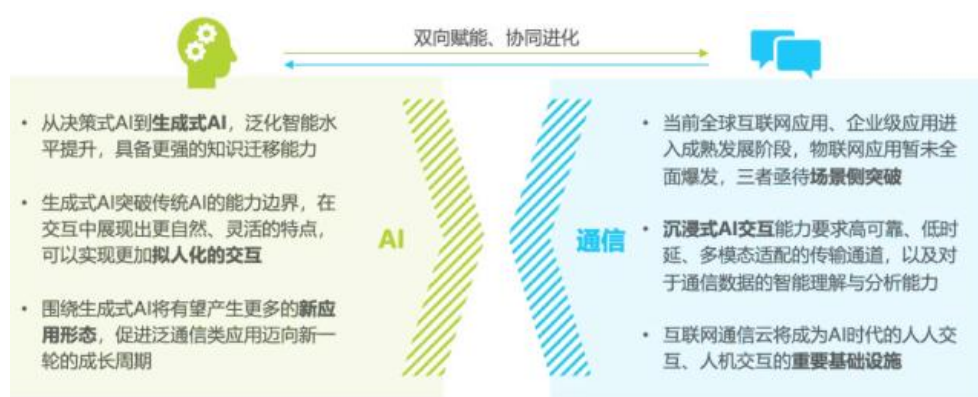 双向赋能、协同进化
• 从决策式AI到生成式AI，泛化智能水
平提升，具备更强的知识迁移能力
• 生成式AI突破传统AI的能力边界，在
交互中展现出更自然、灵活的特点，
可以实现更加拟人化的交互
• 围绕生成式AI将有望产生更多的新应
用形态，促进泛通信类应用迈向新一
轮的成长周期
AI
通信
• 当前全球互联网应用、企业级应用进
入成熟发展阶段，物联网应用暂未全
面爆发，三者亟待场景侧突破
• 沉浸式AI交互能力要求高可靠、低时
延、多模态适配的传输通道，以及对
于通信数据的智能理解与分析能力
• 互联网通信云将成为AI时代的人人交
互、人机交互的重要基础设施